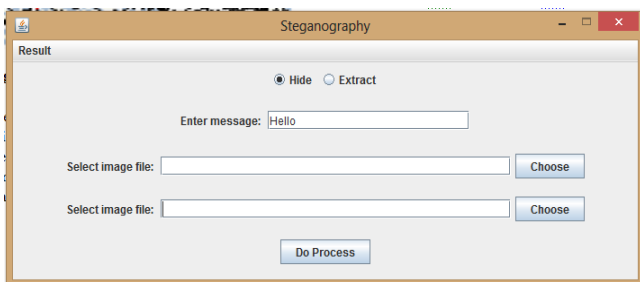 Steganography
Result
Hide Extract
Enter message: Hello
Select image file: Choose
Select image file: Choose
Do Process